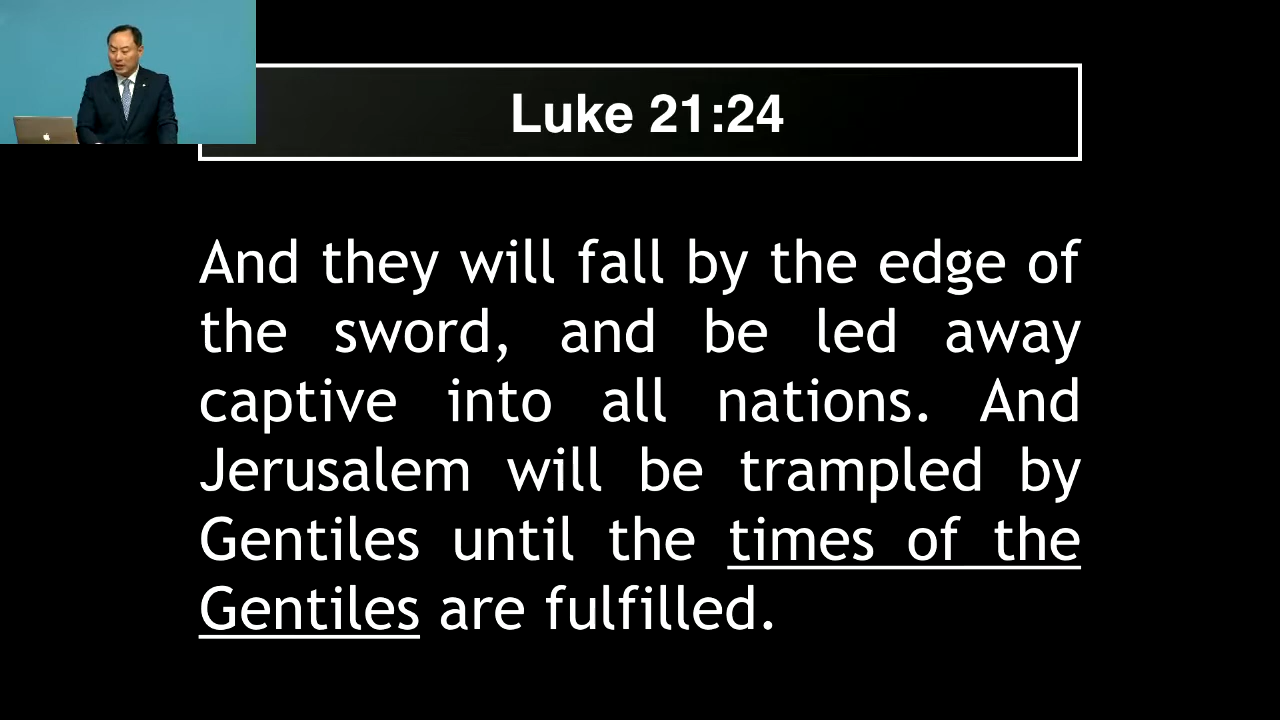 Luke 21:24
And they will fall by the edge of
the sword, and be led away
captive into all nations. And
Jerusalem will be trampled by
Gentiles until the times of the
Gentiles are fulfilled.